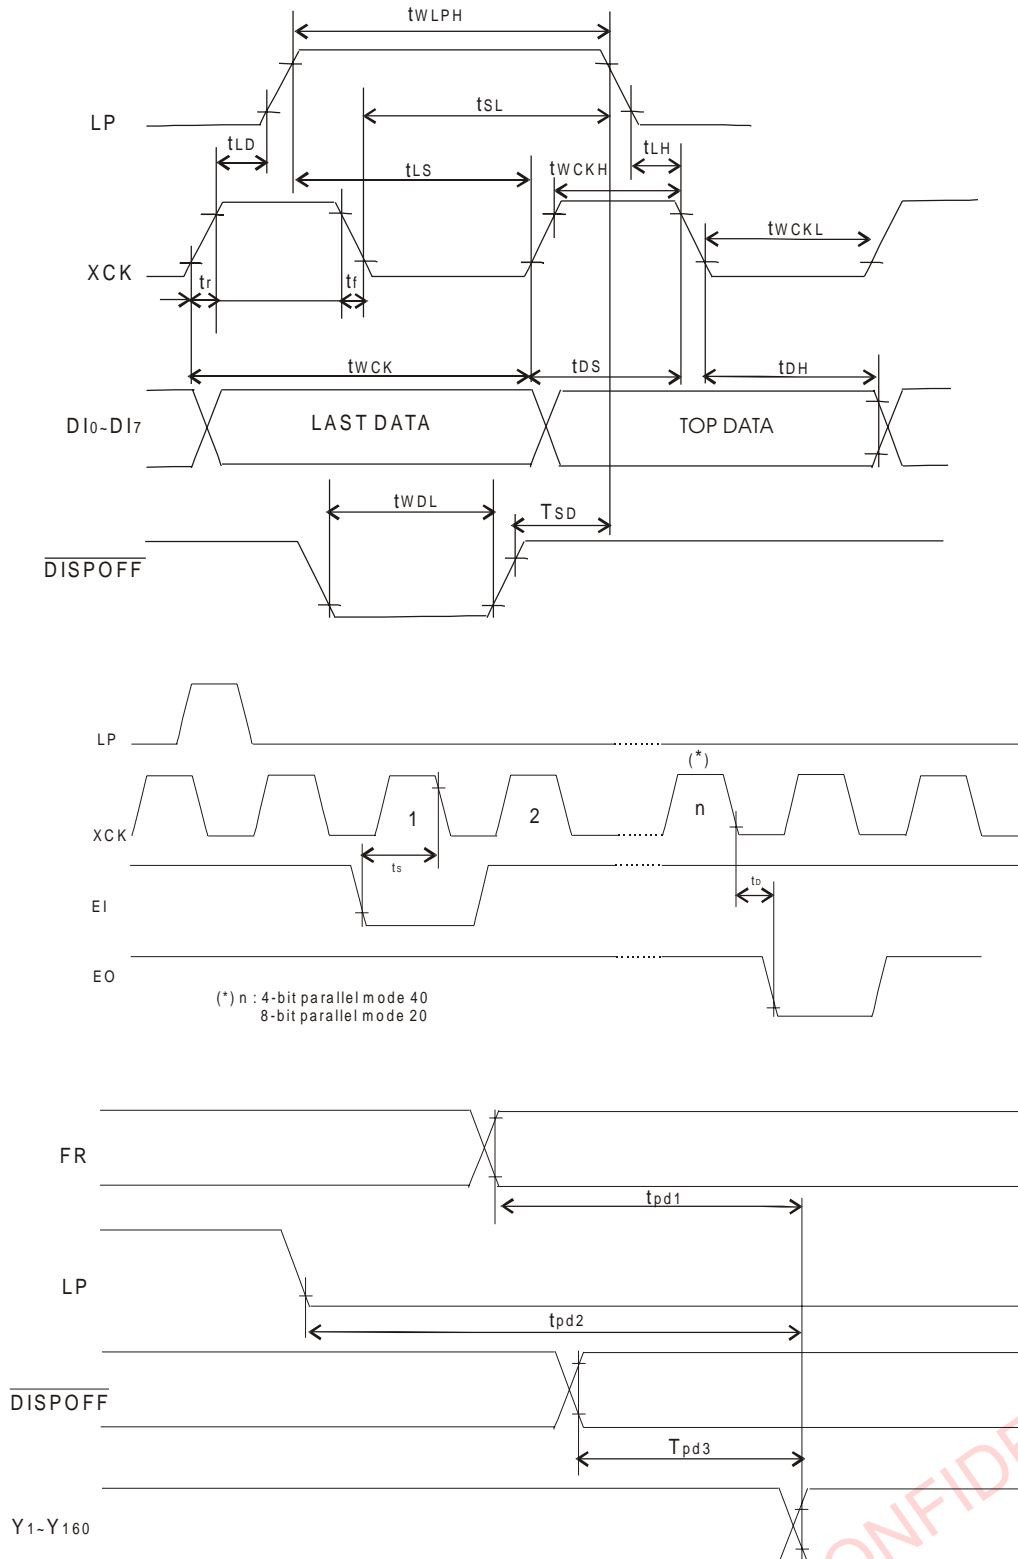 tWLPH
tSL
LP
tLD
tLH
tWCKH
tLS
tWCKL
XCK
tr
tf
tWCK
tDS
tDH
DI0~DI7
LAST DATA
TOP DATA
tWDL
TSD
DISPOFF
LP
(*)
1
2
n
XCK
ts
EI
tD
EO
(*) n : 4-bit parallel mode 40
8-bit parallel mode 20
FR
tpd1
LP
tpd2
DISPOFF
Tpd3
Y1~Y160